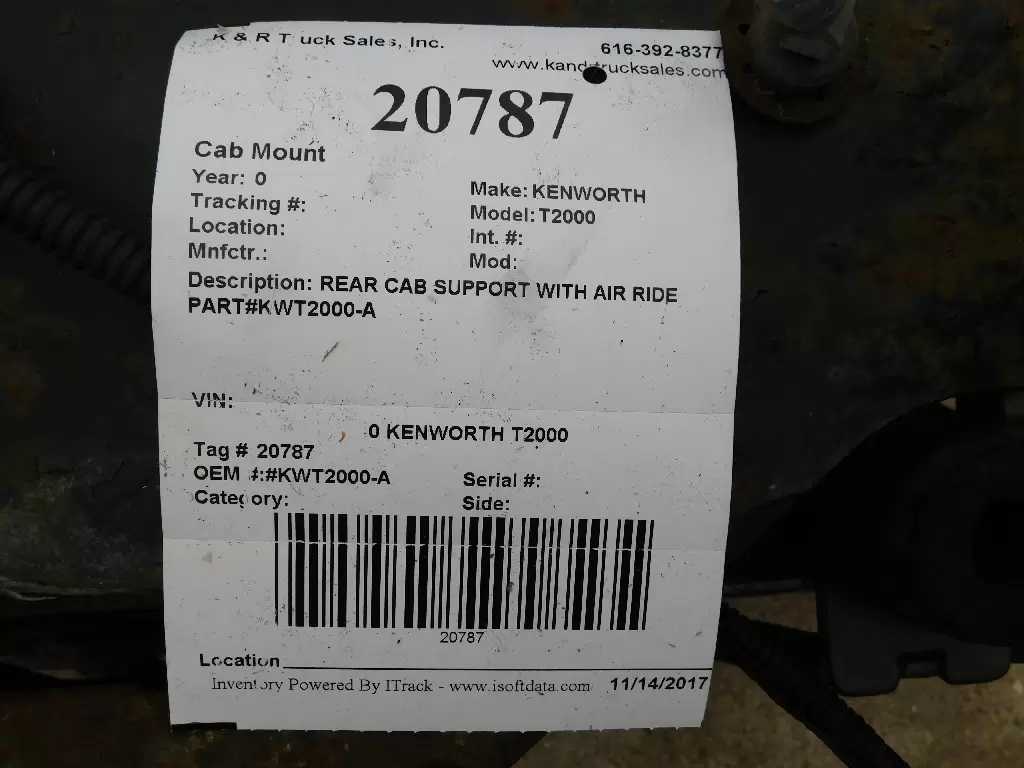 K & R Truck Sales, Inc.
616-392-8377
www.kandrtrucksales.com
20787
Cab Mount
Year: 0
Make: KENWORTH
Tracking #:
Model: T2000
Location:
Int. #:
Mnfctr.:
Mod:
Description: REAR CAB SUPPORT WITH AIR RIDE
PART#KWT2000-A
VIN:
0 KENWORTH T2000
Tag # 20787
OEM #:#KWT2000-A
Serial #:
Category:
Side:
20787
Location
Inventory Powered By ITrack - www.isoftdata.com
11/14/2017